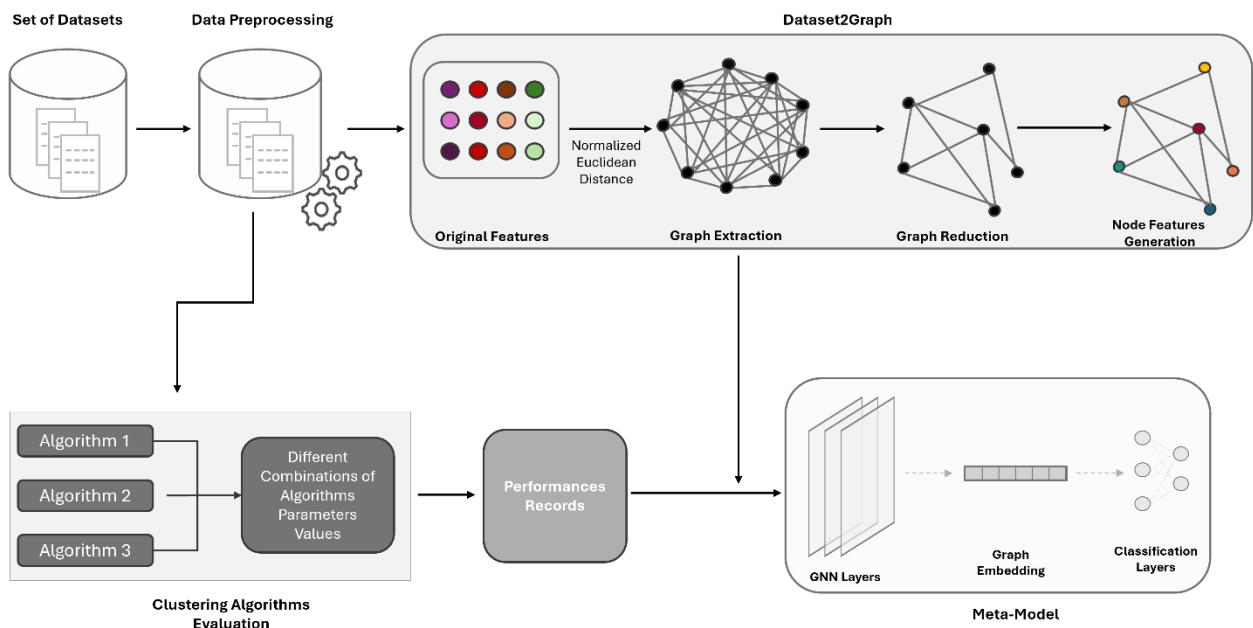 Set of Datasets
Data Preprocessing
Dataset2Graph
Normalized
Euclidean
Distance
Original Features
Graph Extraction
Graph Reduction
Node Features
Generation
Algorithm 1
Algorithm 2
Algorithm 3
Different
Combinations of
Algorithms
Parameters
Values
Clustering Algorithms
Evaluation
Performances
Records
GNN Layers
Graph
Embedding
Classification
Layers
Meta-Model